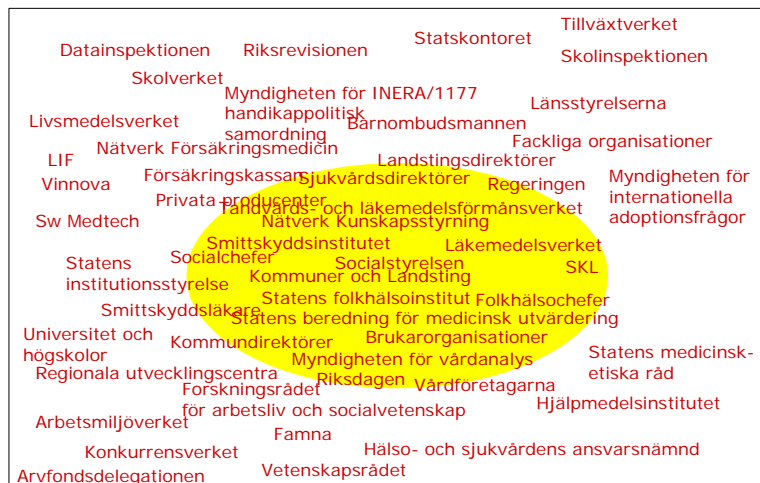 Tillväxtverket
Statskontoret
Datainspektionen
Riksrevisionen
Skolinspektionen
Skolverket
Myndigheten för
handikappolitisk
samordning
INERA/1177
Länsstyrelserna
Livsmedelsverket
Barnombudsmannen
Fackliga organisationer
Nätverk Försäkringsmedicin
LIF
Landstingsdirektörer
Försäkringskassan
Sjukvårdsdirektörer
Regeringen
Myndigheten för
internationella
adoptionsfrågor
Vinnova
Privata producenter
Tandvårds- och läkemedelsförmånsverket
Sw Medtech
Nätverk Kunskapsstyrning
Smittskyddsinstitutet
Läkemedelsverket
Socialchefer
Statens
institutionsstyrelse
Socialstyrelsen
SKL
Kommuner och Landsting
Statens folkhälsoinstitut
Folkhälsochefer
Smittskyddsläkare
Statens beredning för medicinsk utvärdering
Universitet och
högskolor
Kommundirektörer
Brukarorganisationer
Myndigheten för vårdanalys
Statens medicinsk-
etiska råd
Regionala utvecklingscentra
Riksdagen
Vårdföretagarna
Forskningsrådet
för arbetsliv och socialvetenskap
Hjälpmedelsinstitutet
Arbetsmiljöverket
Famna
Konkurrensverket
Hälso- och sjukvårdens ansvarsnämnd
Arvfondsdelegationen
Vetenskapsrådet